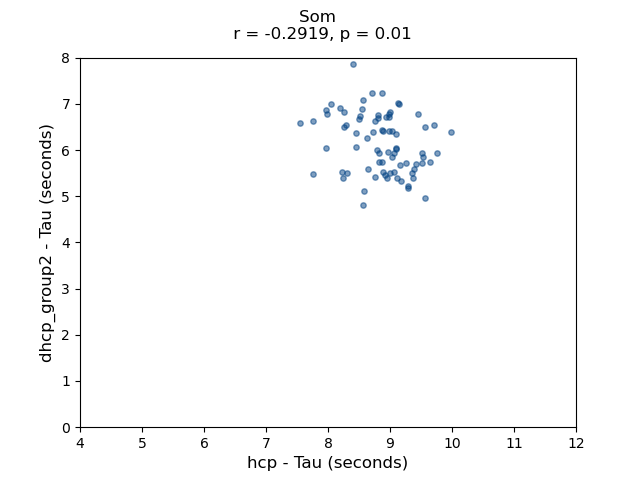 Som
r = -0.2919, p = 0.01
8
7
6
5
4
3
2
1
0
dhcp_group2 - Tau (seconds)
4 5 6 7 8 9 10 11 12
hcp - Tau (seconds)